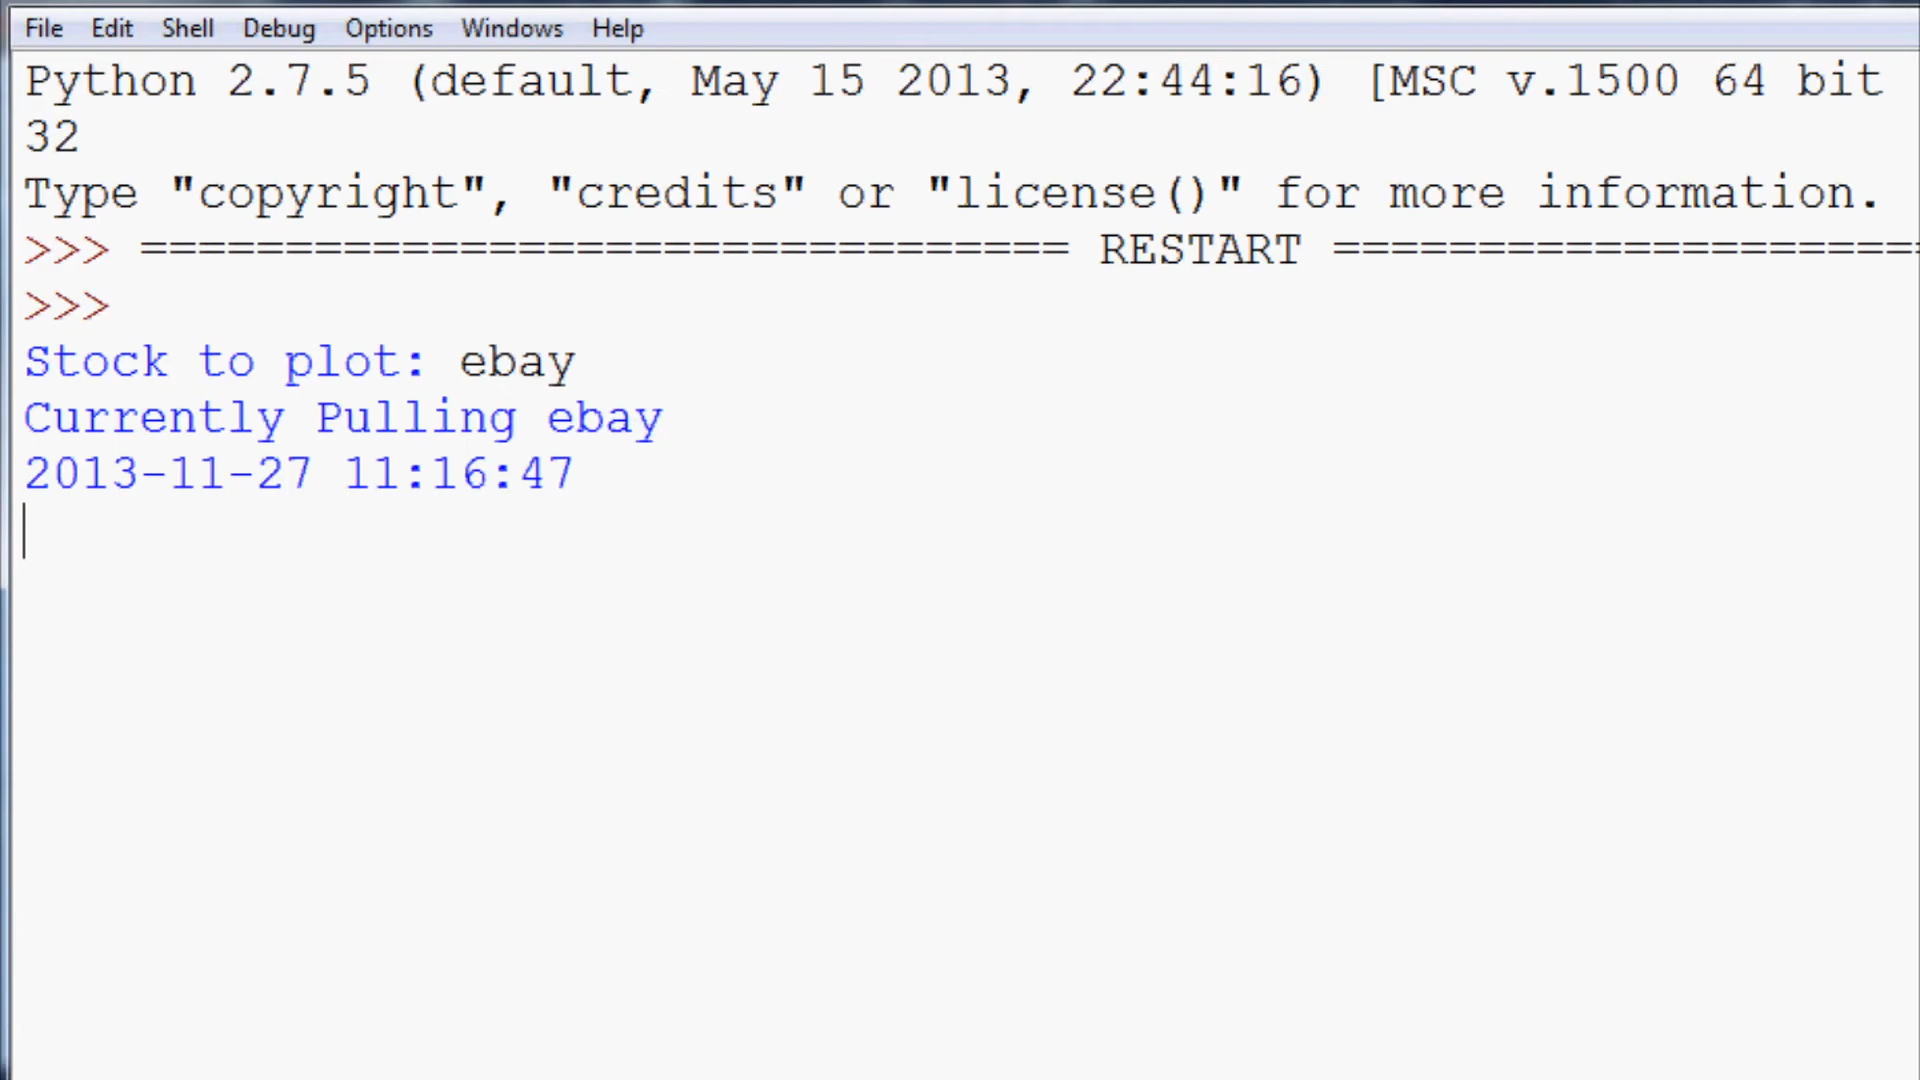 File Edit Shell Debug Options Windows Help
Python 2.7.5 (default, May 15 2013, 22:44:16) [MSC v.1500 64 bit
32
Type "copyright", "credits" or "license()" for more information.
>>> ================================ RESTART ====================
>>>
Stock to plot: ebay
Currently Pulling ebay
2013-11-27 11:16:47